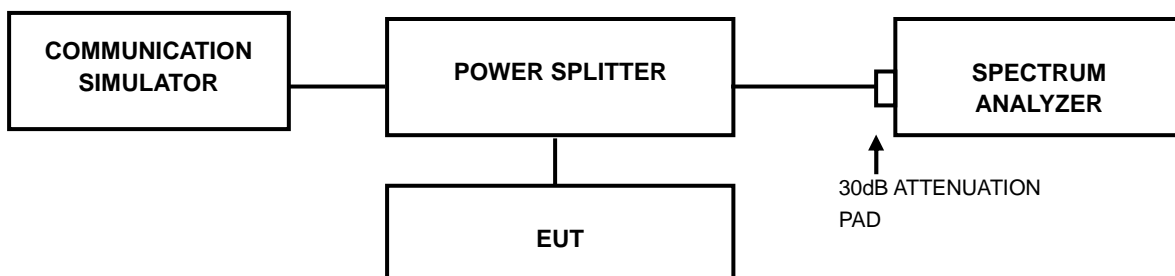 COMMUNICATION
SIMULATOR
POWER SPLITTER
SPECTRUM
ANALYZER
30dB ATTENUATION
PAD
EUT